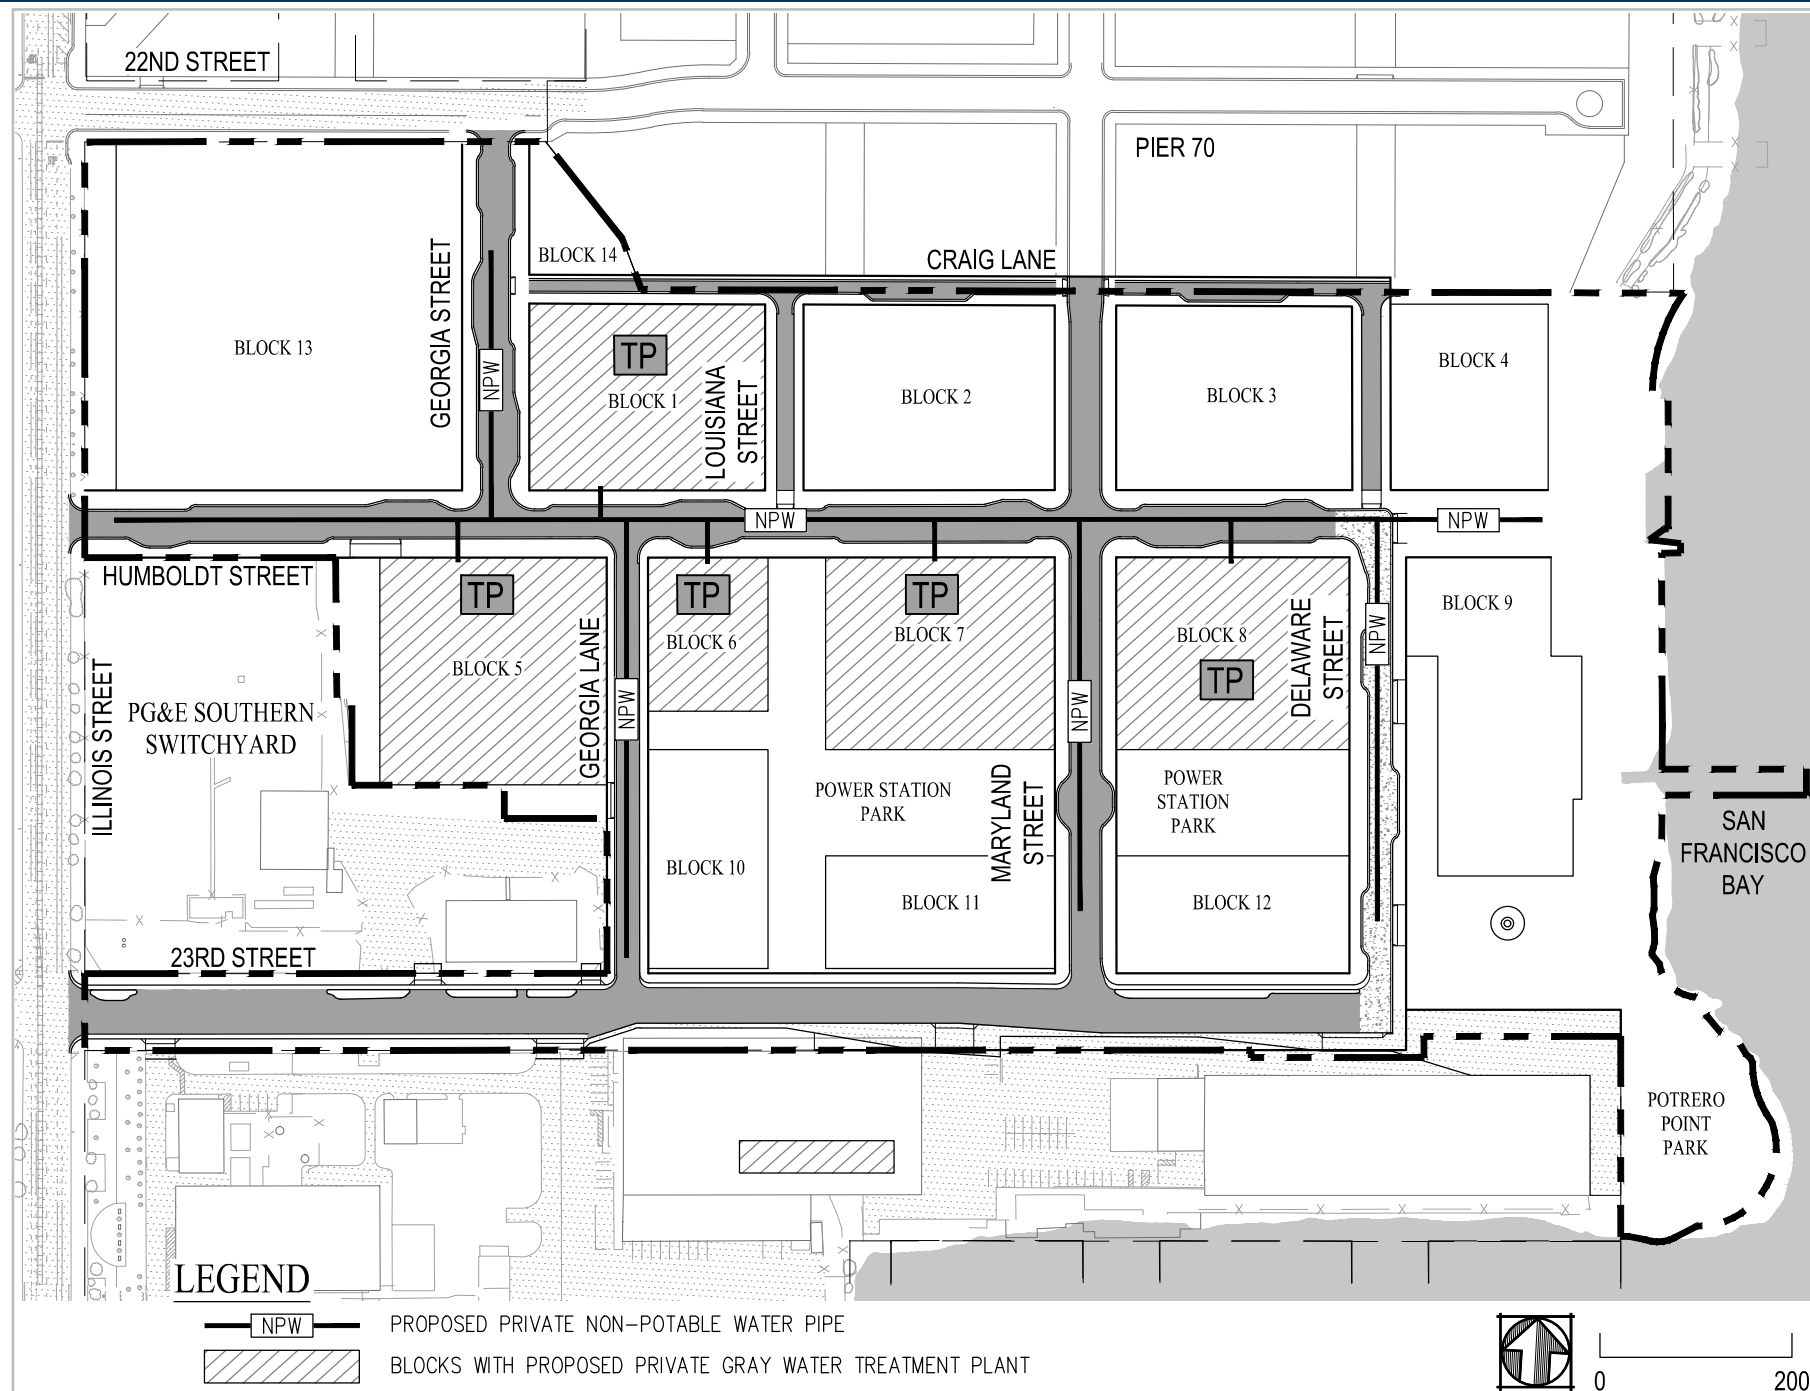 22ND STREET
PIER 70
BLOCK 14
CRAIG LANE
GEORGIA STREET
BLOCK 13
NPW
TP
BLOCK 1
LOUISIANA
STREET
BLOCK 2
BLOCK 3
BLOCK 4
NPW
NPW
HUMBOLDT STREET
TP
BLOCK 5
GEORGIA LANE
TP
BLOCK 6
TP
BLOCK 7
BLOCK 8
TP
DELAWARE
STREET
NPW
BLOCK 9
ILLINOIS STREET
PG&E SOUTHERN
SWITCHYARD
NPW
NPW
POWER STATION
PARK
MARYLAND
STREET
POWER
STATION
PARK
SAN
FRANCISCO
BAY
BLOCK 10
BLOCK 11
BLOCK 12
23RD STREET
POTRERO
POINT
PARK
LEGEND
NPW PROPOSED PRIVATE NON-POTABLE WATER PIPE
BLOCKS WITH PROPOSED PRIVATE GRAY WATER TREATMENT PLANT
0 200